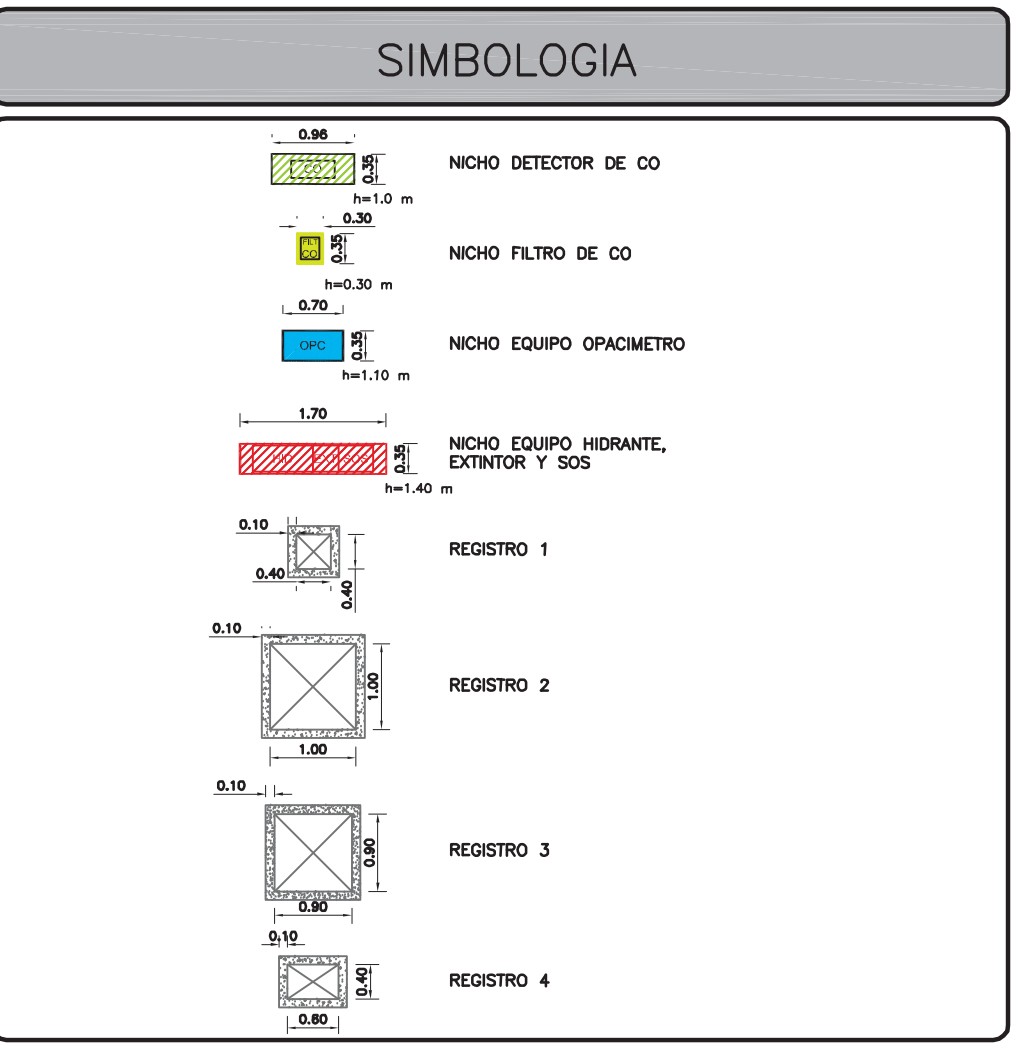 SIMBOLOGIA
0.96
CO
0.35
h=1.0 m
NICHO DETECTOR DE CO
0.30
FILT
CO
0.35
h=0.30 m
NICHO FILTRO DE CO
0.70
OPC
0.35
h=1.10 m
NICHO EQUIPO OPACIMETRO
1.70
HID
EXT
SOS
0.35
h=1.40 m
NICHO EQUIPO HIDRANTE,
EXTINTOR Y SOS
0.10
0.40
0.40
REGISTRO 1
0.10
1.00
1.00
REGISTRO 2
0.10
0.90
0.90
REGISTRO 3
0.10
0.40
0.60
REGISTRO 4